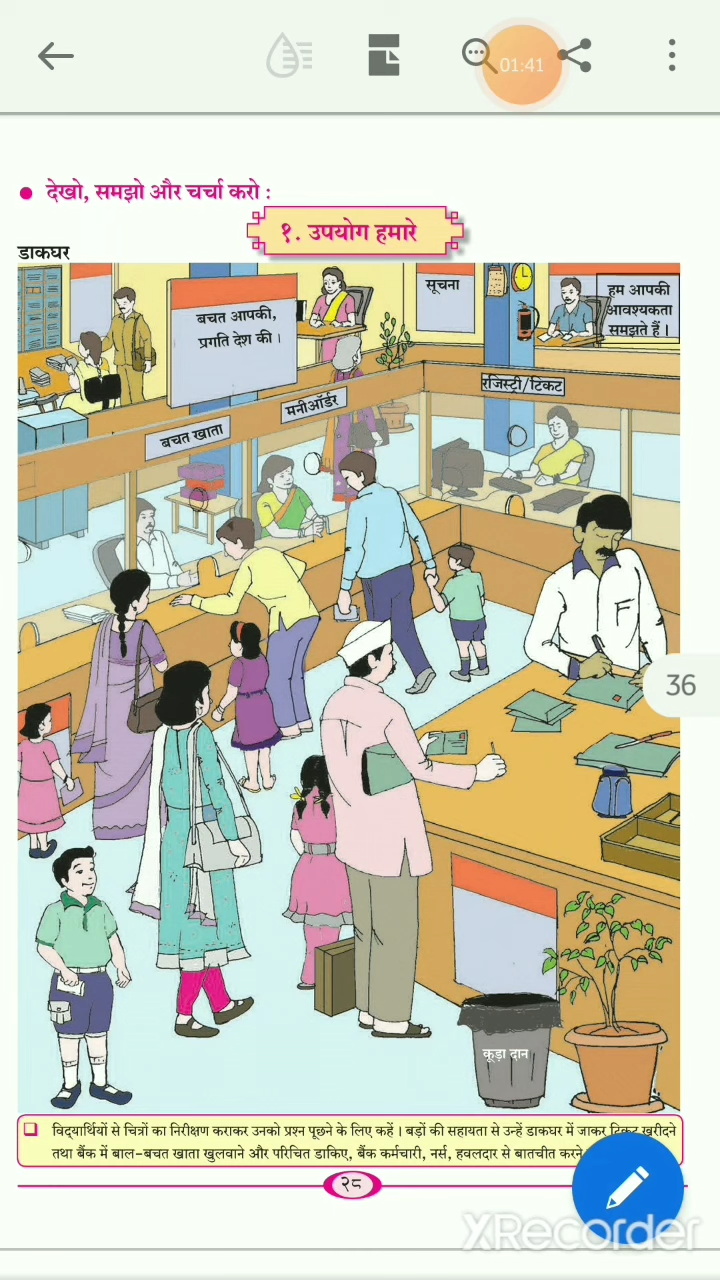 01:41
● देखो, समझो और चर्चा करो :
१. उपयोग हमारे
डाकघर
बचत आपकी,
प्रगति देश की।
सूचना
हम आपकी
आवश्यकता
समझते हैं।
रजिस्ट्री/टिकट
मनीऑर्डर
बचत खाता
F
36
कूड़ा दान
❑ विद्‌यार्थियों से चित्रों का निरीक्षण कराकर उनको प्रश्न पूछने के लिए कहें। बड़ों की सहायता से उन्हें डाकघर में जाकर टिकट खरीदने
तथा बैंक में बाल-बचत खाता खुलवाने और परिचित डाकिए, बैंक कर्मचारी, नर्स, हवलदार से बातचीत करने
२८
XRecorder